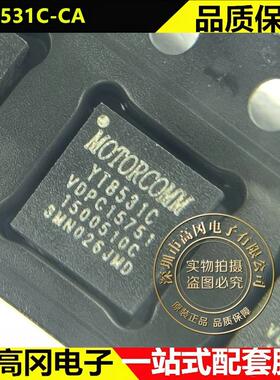 531C-CA
品质保
MOTORCOMM
YT8531C
YDPC15751
1500510C
SMN026JMD
深圳市高冈电子有限公司
实物拍摄
盗图必究
高冈电子
一站式配套服